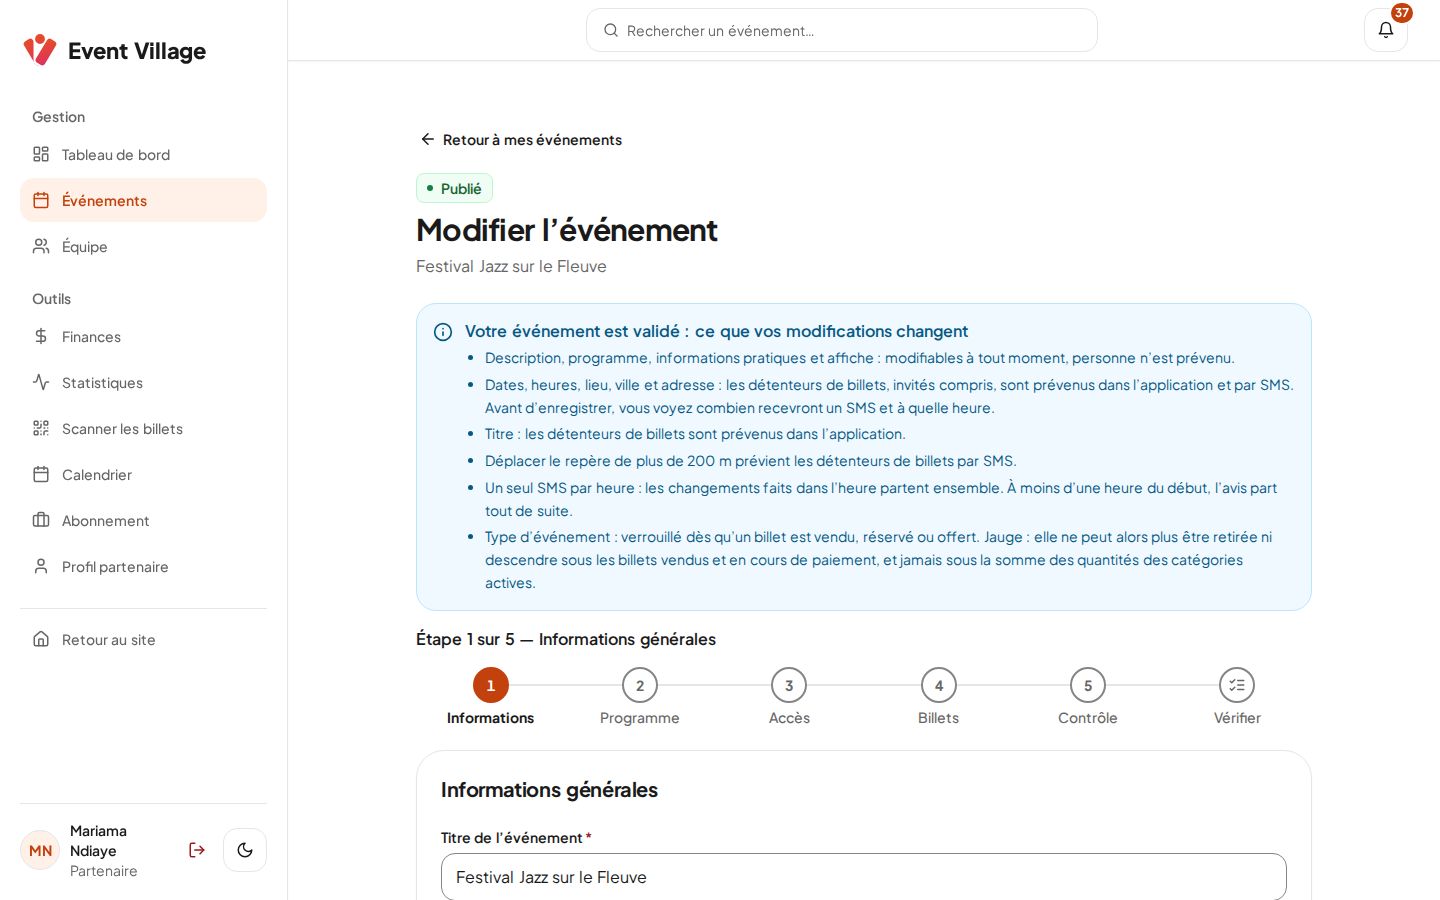 Event Village
Gestion
Tableau de bord
Événements
Équipe
Outils
Finances
Statistiques
Scanner les billets
Calendrier
Abonnement
Profil partenaire
Retour au site
MN
Mariama
Ndiaye
Partenaire
Rechercher un événement…
37
Retour à mes événements
Publié
Modifier l’événement
Festival Jazz sur le Fleuve
Votre événement est validé : ce que vos modifications changent
Description, programme, informations pratiques et affiche : modifiables à tout moment, personne n’est prévenu.
Dates, heures, lieu, ville et adresse : les détenteurs de billets, invités compris, sont prévenus dans l’application et par SMS.
Avant d’enregistrer, vous voyez combien recevront un SMS et à quelle heure.
Titre : les détenteurs de billets sont prévenus dans l’application.
Déplacer le repère de plus de 200 m prévient les détenteurs de billets par SMS.
Un seul SMS par heure : les changements faits dans l’heure partent ensemble. À moins d’une heure du début, l’avis part
tout de suite.
Type d’événement : verrouillé dès qu’un billet est vendu, réservé ou offert. Jauge : elle ne peut alors plus être retirée ni
descendre sous les billets vendus et en cours de paiement, et jamais sous la somme des quantités des catégories
actives.
Étape 1 sur 5 — Informations générales
1
2
3
4
5
Informations
Programme
Accès
Billets
Contrôle
Vérifier
Informations générales
Titre de l’événement *
Festival Jazz sur le Fleuve